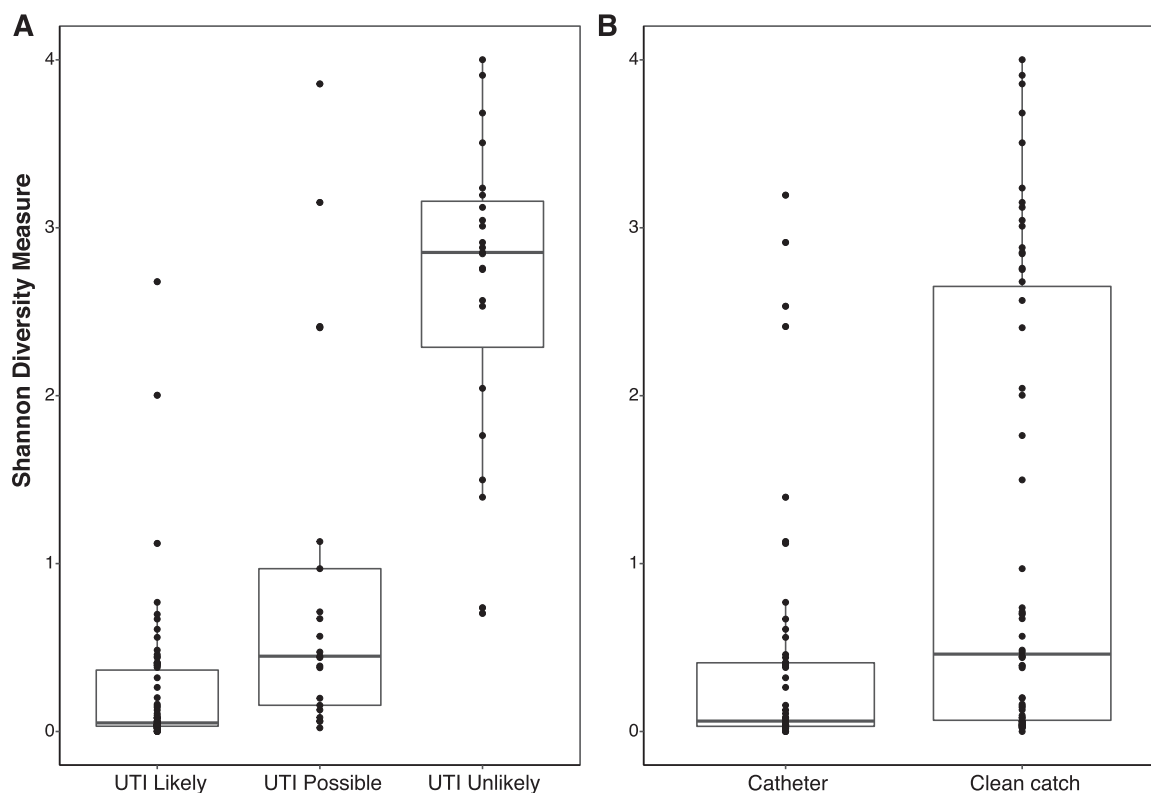 A
B
Shannon Diversity Measure
4
3
2
1
0
UTI Likely
UTI Possible
UTI Unlikely
4
3
2
1
0
Catheter
Clean catch